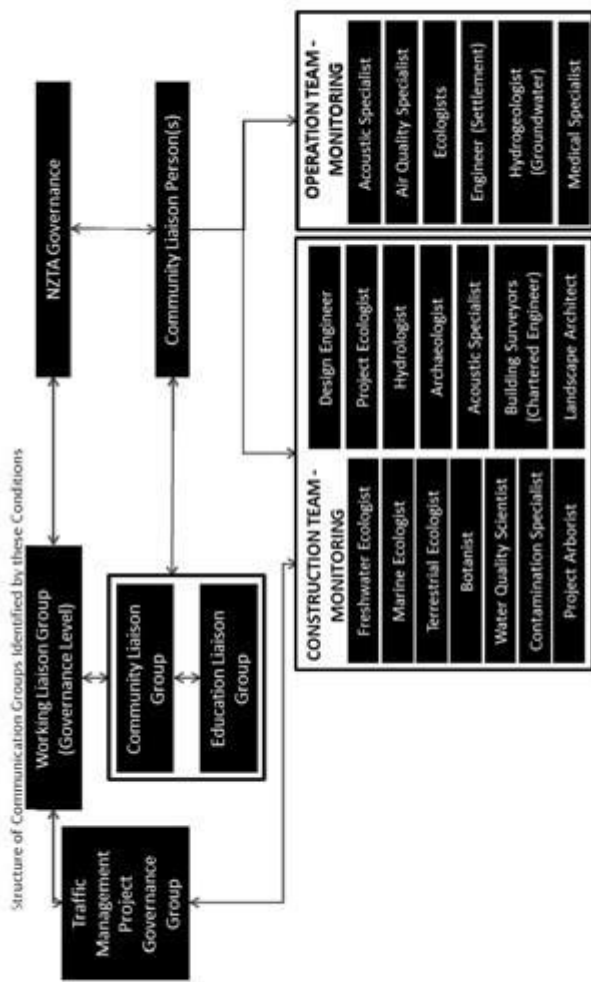 Structure of Communication Groups Identified by these Conditions
Traffic
Management
Project
Governance
Group
Working Liaison Group
(Governance Level)
NZTA Governance
Community Liaison
Group
Education Liaison
Group
Community Liaison Person(s)
CONSTRUCTION TEAM -
MONITORING
Freshwater Ecologist
Marine Ecologist
Terrestrial Ecologist
Botanist
Water Quality Scientist
Contamination Specialist
Project Arborist
Design Engineer
Project Ecologist
Hydrologist
Archaeologist
Acoustic Specialist
Building Surveyors
(Chartered Engineer)
Landscape Architect
OPERATION TEAM -
MONITORING
Acoustic Specialist
Air Quality Specialist
Ecologists
Engineer (Settlement)
Hydrogeologist
(Groundwater)
Medical Specialist